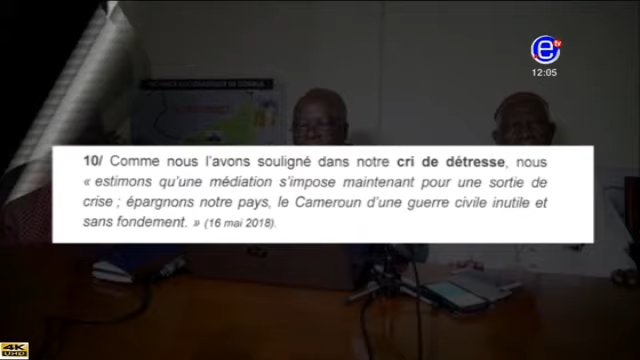 e tv
12:05
10/ Comme nous l'avons souligné dans notre cri de détresse, nous
« estimons qu'une médiation s'impose maintenant pour une sortie de
crise ; épargnons notre pays, le Cameroun d'une guerre civile inutile et
sans fondement. » (16 mai 2018).
4K
UHD